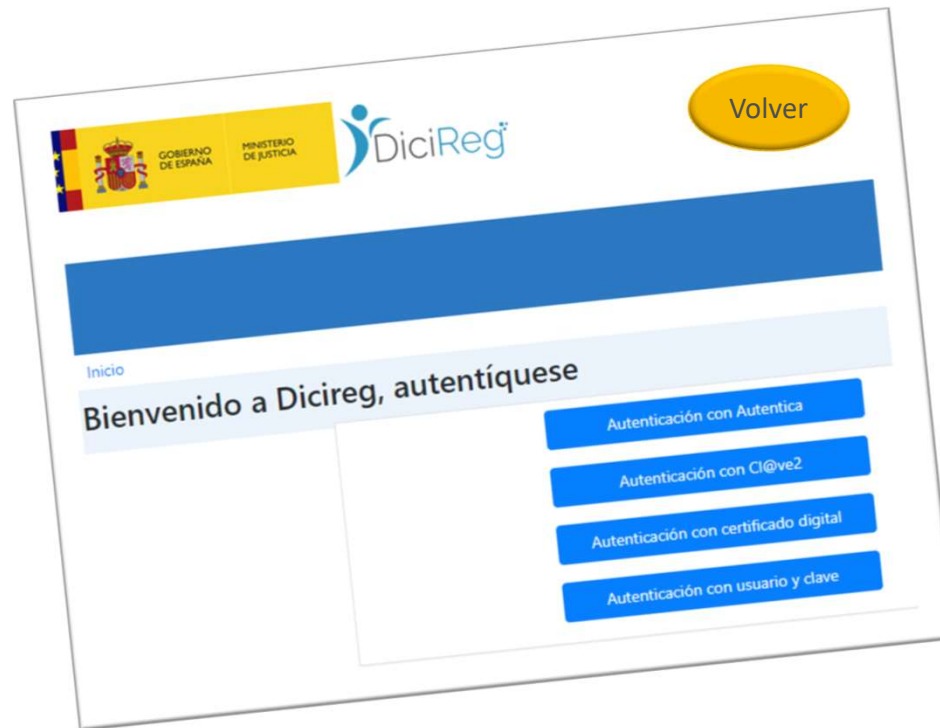 GOBIERNO
DE ESPAÑA
MINISTERIO
DE JUSTICIA
DiciReg
Volver
Inicio
Bienvenido a Dicireg, autentíquese
Autenticación con Autentica
Autenticación con Cl@ve2
Autenticación con certificado digital
Autenticación con usuario y clave